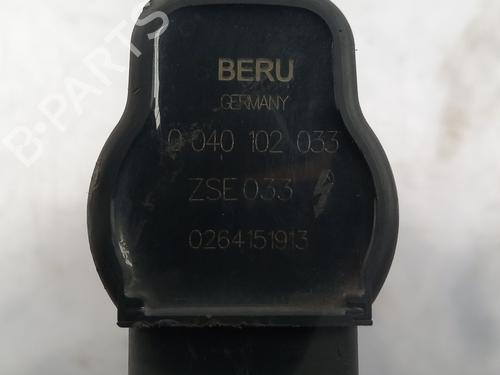 BERU
GERMANY
0 040 102 033
ZSE 033
0264151913
B-PARTS